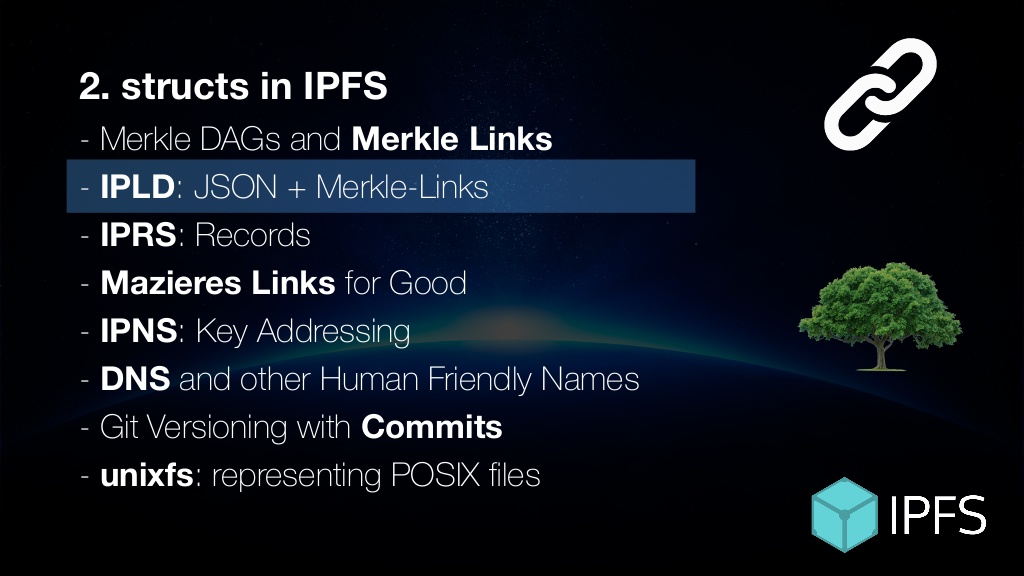 2. structs in IPFS
- Merkle DAGs and Merkle Links
- IPLD: JSON + Merkle-Links
- IPRS: Records
- Mazieres Links for Good
- IPNS: Key Addressing
- DNS and other Human Friendly Names
- Git Versioning with Commits
- unixfs: representing POSIX files
IPFS